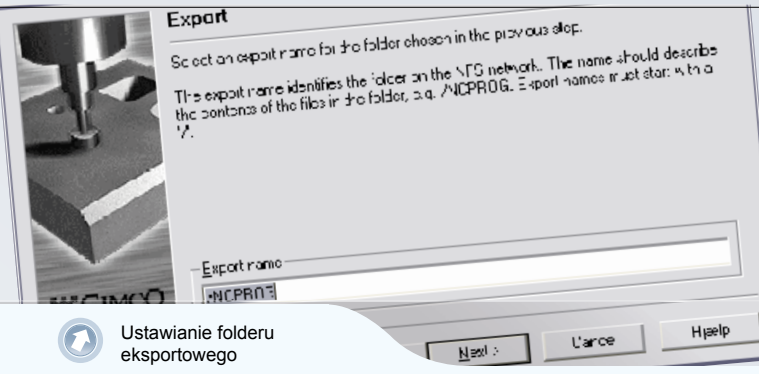 Export
Select an export name for the folder chosen in the previous step.
The export name identifies the folder on the NFS network. The name should describe
the contents of the files in the folder, e.g. /NCPROG. Export names must start with a
'/'.
Export name
/NCPROG
CIMCO
Next >
Hjælp
Ustawianie folderu
eksportowego